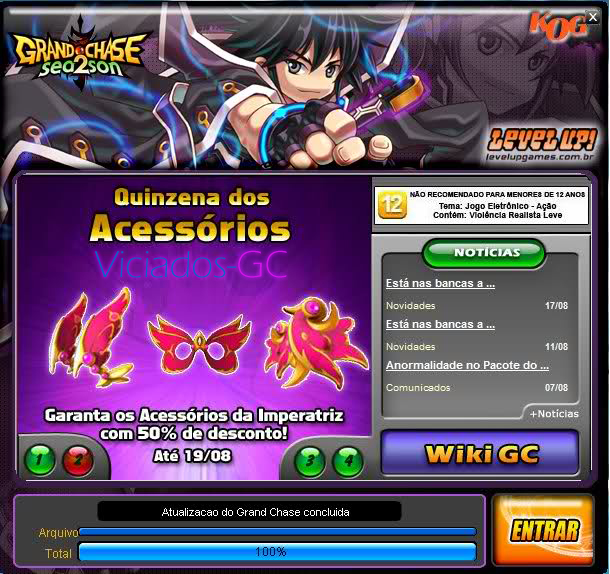 GRAND CHASE
seo2son
KOG
X
LEVEL UP!
levelupgames.com.br
Quinzena dos
Acessórios
Viciados-GC
Garanta os Acessórios da Imperatriz
com 50% de desconto!
Até 19/08
1
2
3
4
12
NÃO RECOMENDADO PARA MENORES DE 12 ANOS
Tema: Jogo Eletrônico - Ação
Contém: Violência Realista Leve
NOTÍCIAS
Está nas bancas a ...
Novidades 17/08
Está nas bancas a ...
Novidades 11/08
Anormalidade no Pacote do ...
Comunicados 07/08
+Notícias
Wiki GC
Atualizacao do Grand Chase concluida
Arquivo
Total 100%
ENTRAR